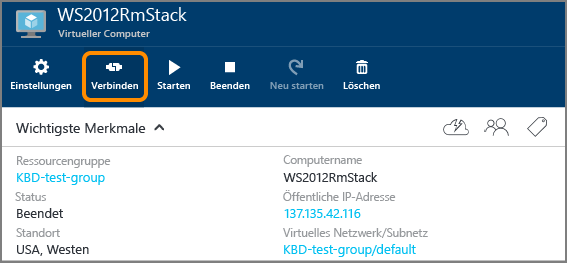 WS2012RmStack
Virtueller Computer
Einstellungen Verbinden Starten Beenden Neu starten Löschen
Wichtigste Merkmale
Ressourcengruppe Computername
KBD-test-group WS2012RmStack
Status Öffentliche IP-Adresse
Beendet 137.135.42.116
Standort Virtuelles Netzwerk/Subnetz
USA, Westen KBD-test-group/default